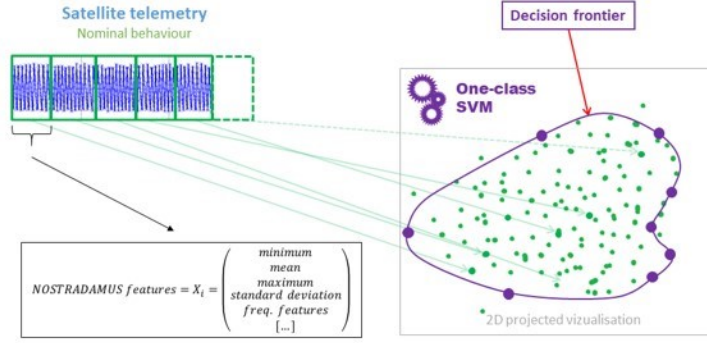 Satellite telemetry
Nominal behaviour
Decision frontier
One-class
SVM
NOSTRADAMUS features = Xᵢ =
minimum
mean
maximum
standard deviation
freq. features
[...]
2D projected vizualisation